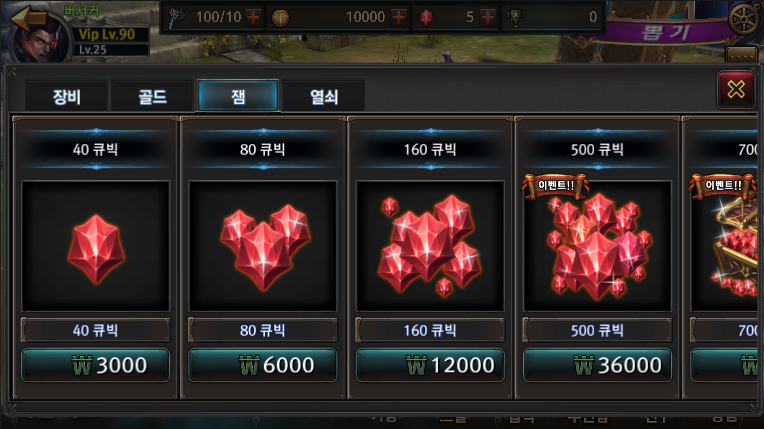 버서커
Vip Lv.90
Lv.25
100/10
10000
5
0
뽑 기
장비
골드
잼
열쇠
40 큐빅
80 큐빅
160 큐빅
500 큐빅
700
이벤트!!
이벤트!!
40 큐빅
80 큐빅
160 큐빅
500 큐빅
700
₩3000
₩6000
₩12000
₩36000
₩